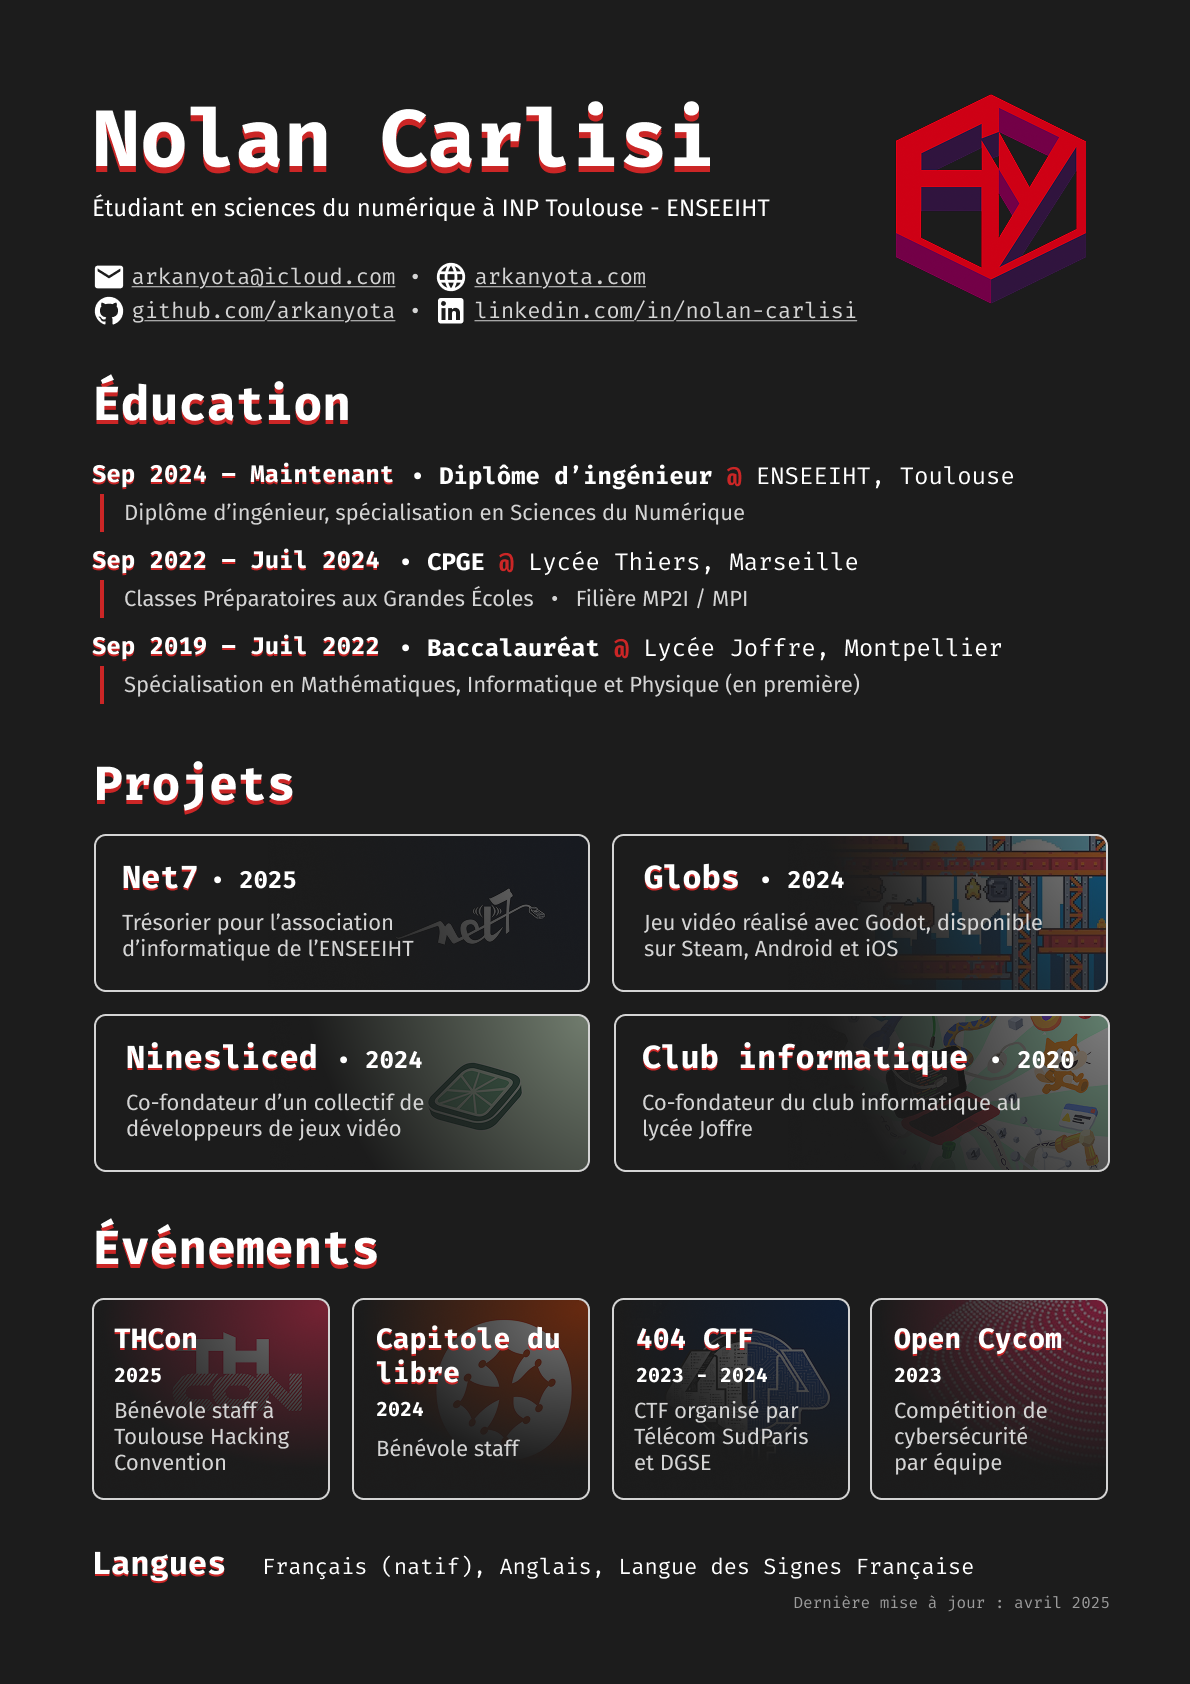 Nolan Carlisi
Étudiant en sciences du numérique à INP Toulouse - ENSEEIHT
arkanyota@icloud.com • arkanyota.com
github.com/arkanyota • linkedin.com/in/nolan-carlisi
Éducation
Sep 2024 – Maintenant • Diplôme d’ingénieur @ ENSEEIHT, Toulouse
Diplôme d’ingénieur, spécialisation en Sciences du Numérique
Sep 2022 – Juil 2024 • CPGE @ Lycée Thiers, Marseille
Classes Préparatoires aux Grandes Écoles • Filière MP2I / MPI
Sep 2019 – Juil 2022 • Baccalauréat @ Lycée Joffre, Montpellier
Spécialisation en Mathématiques, Informatique et Physique (en première)
Projets
Net7 • 2025
Trésorier pour l’association
d’informatique de l’ENSEEIHT
net7
Globs • 2024
Jeu vidéo réalisé avec Godot, disponible
sur Steam, Android et iOS
Ninesliced • 2024
Co-fondateur d’un collectif de
développeurs de jeux vidéo
Club informatique • 2020
Co-fondateur du club informatique au
lycée Joffre
Événements
THCon
2025
Bénévole staff à
Toulouse Hacking
Convention
TH
CON
Capitole du
libre
2024
Bénévole staff
404 CTF
2023 - 2024
CTF organisé par
Télécom SudParis
et DGSE
404
Open Cycom
2023
Compétition de
cybersécurité
par équipe
Langues Français (natif), Anglais, Langue des Signes Française
Dernière mise à jour : avril 2025